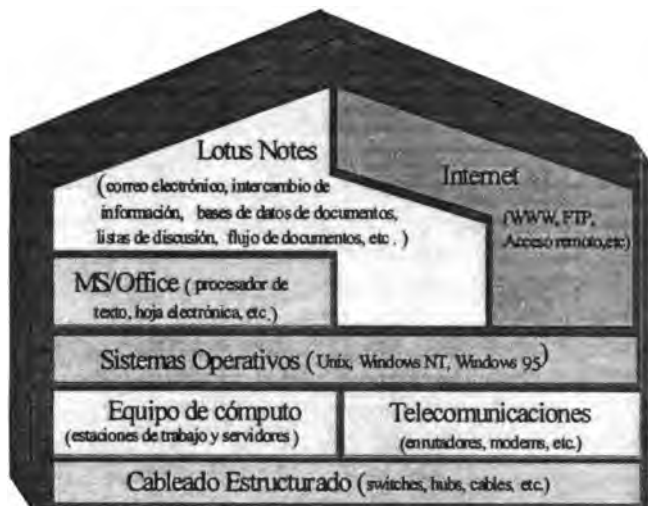 Lotus Notes
(correo electrónico, intercambio de
información, bases de datos de documentos,
listas de discusión, flujo de documentos, etc.)
Internet
(WWW, FTP,
Acceso remoto,etc)
MS/Office (procesador de
texto, hoja electrónica, etc.)
Sistemas Operativos (Unix, Windows NT, Windows 95)
Equipo de cómputo
(estaciones de trabajo y servidores)
Telecomunicaciones
(enrutadores, modems, etc.)
Cableado Estructurado (switches, hubs, cables, etc.)